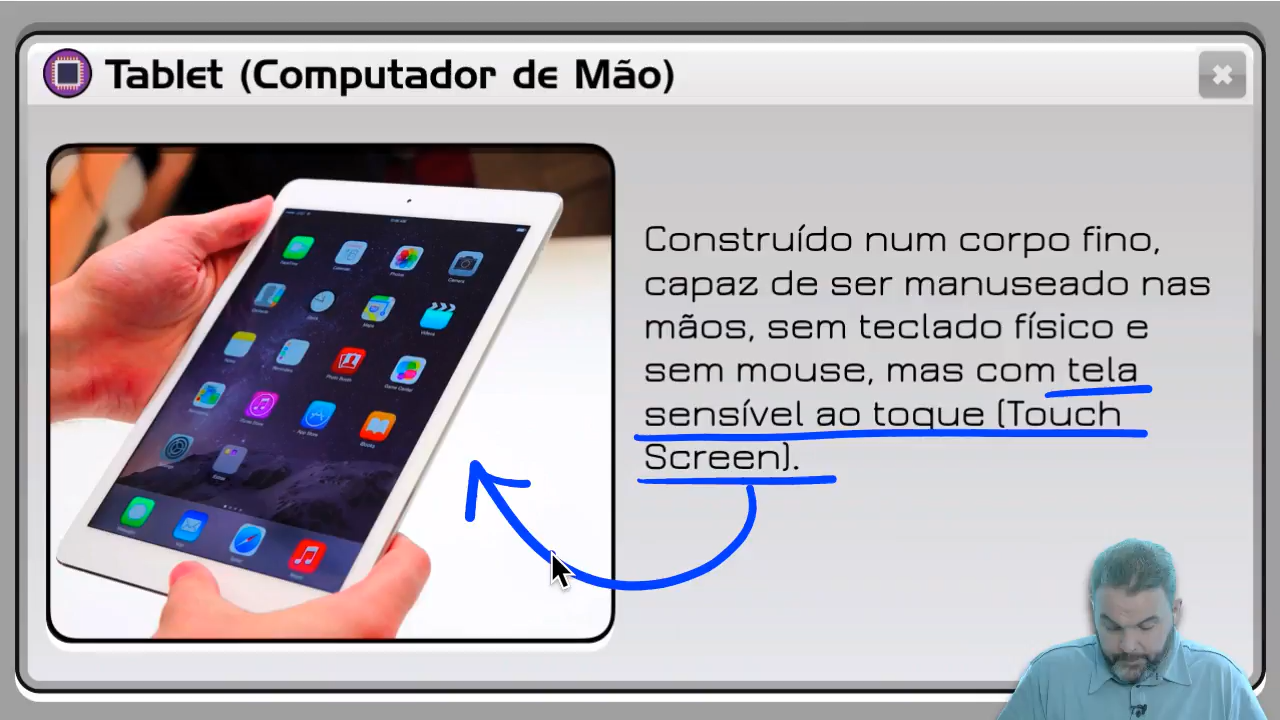 Tablet (Computador de Mão)
Construído num corpo fino,
capaz de ser manuseado nas
mãos, sem teclado físico e
sem mouse, mas com tela
sensível ao toque (Touch
Screen).